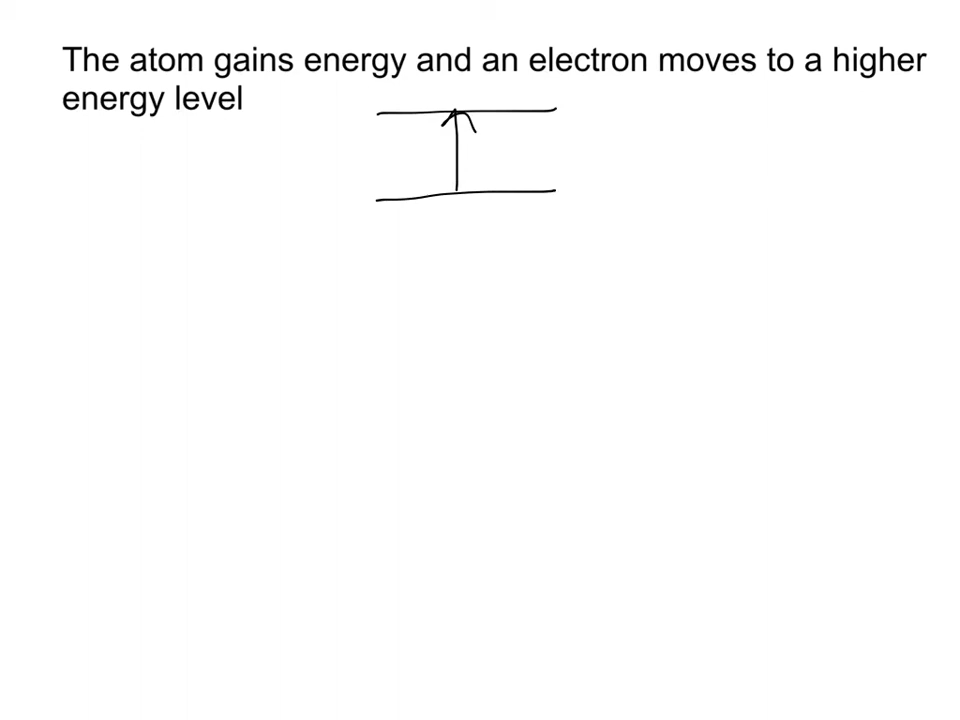 The atom gains energy and an electron moves to a higher
energy level